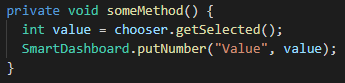 private void someMethod() {
  int value = chooser.getSelected();
  SmartDashboard.putNumber("Value", value);
}